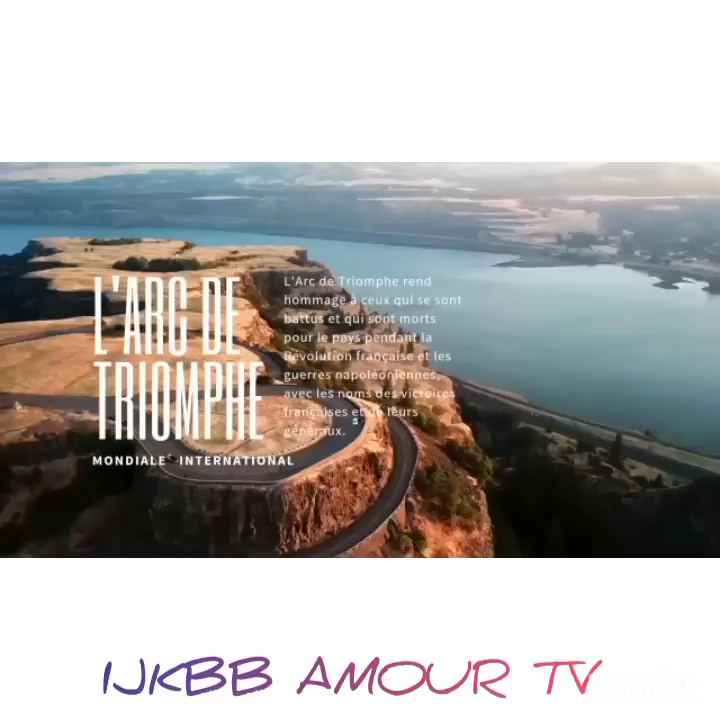 L'ARC DE
TRIOMPHE
MONDIALE INTERNATIONAL
L'Arc de Triomphe rend
hommage à ceux qui se sont
battus et qui sont morts
pour le pays pendant la
Révolution française et les
guerres napoléoniennes,
avec les noms des victoires
françaises et de leurs
généraux.
IJKBB AMOUR TV